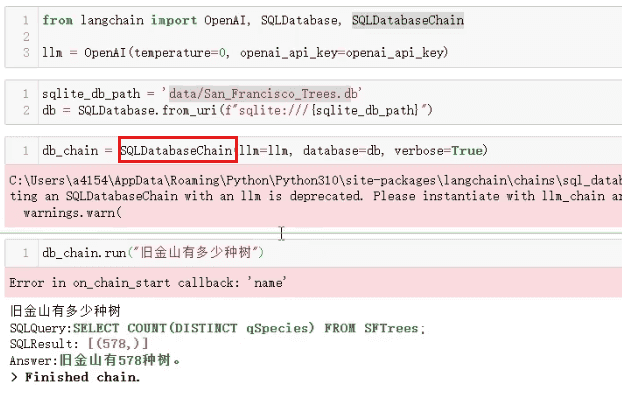 1 from langchain import OpenAI, SQLDatabase, SQLDatabaseChain
2
3 llm = OpenAI(temperature=0, openai_api_key=openai_api_key)
1 sqlite_db_path = 'data/San_Francisco_Trees.db'
2 db = SQLDatabase.from_uri(f"sqlite:///{sqlite_db_path}")
1 db_chain = SQLDatabaseChain(llm=llm, database=db, verbose=True)
C:\Users\a4154\AppData\Roaming\Python\Python310\site-packages\langchain\chains\sql_datab
ting an SQLDatabaseChain with an llm is deprecated. Please instantiate with llm_chain ar
warnings.warn(
1 db_chain.run("旧金山有多少种树")
Error in on_chain_start callback: 'name'
旧金山有多少种树
SQLQuery:SELECT COUNT(DISTINCT qSpecies) FROM SFTrees;
SQLResult: [(578,)]
Answer:旧金山有578种树。
> Finished chain.